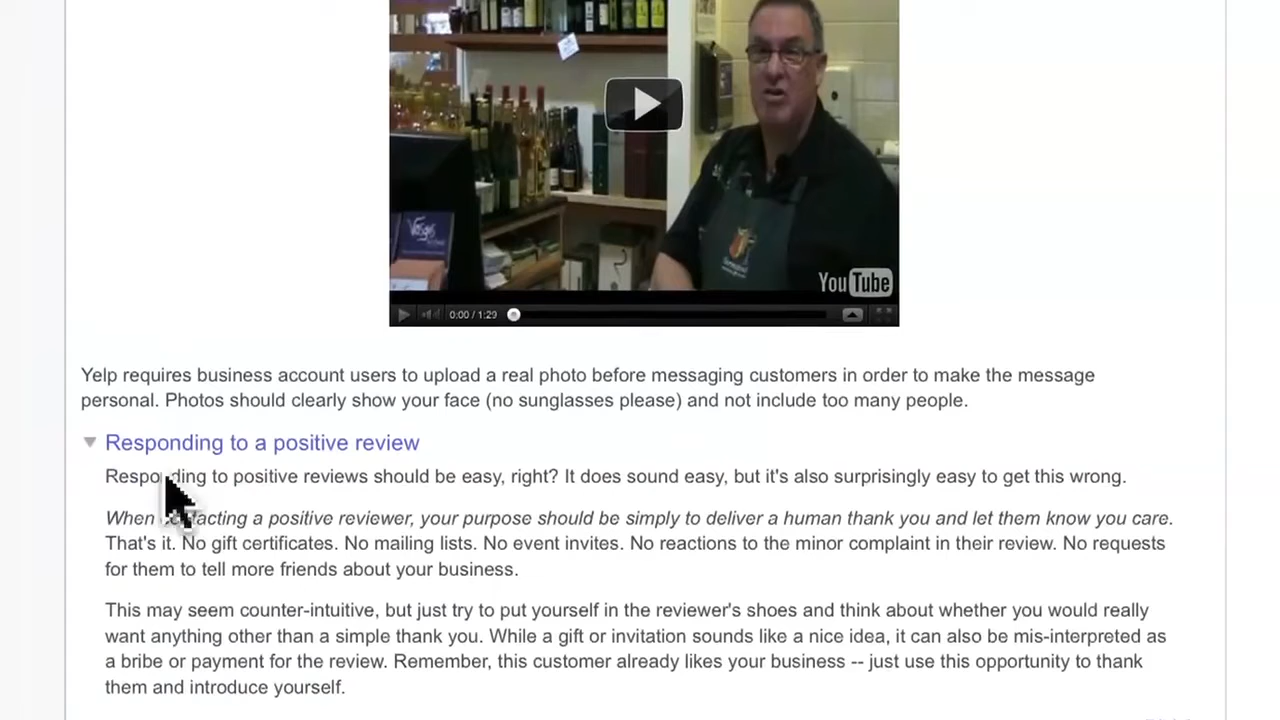 Vosges
YouTube
0:00 / 1:29
Yelp requires business account users to upload a real photo before messaging customers in order to make the message
personal. Photos should clearly show your face (no sunglasses please) and not include too many people.
Responding to a positive review
Responding to positive reviews should be easy, right? It does sound easy, but it's also surprisingly easy to get this wrong.
When contacting a positive reviewer, your purpose should be simply to deliver a human thank you and let them know you care.
That's it. No gift certificates. No mailing lists. No event invites. No reactions to the minor complaint in their review. No requests
for them to tell more friends about your business.
This may seem counter-intuitive, but just try to put yourself in the reviewer's shoes and think about whether you would really
want anything other than a simple thank you. While a gift or invitation sounds like a nice idea, it can also be mis-interpreted as
a bribe or payment for the review. Remember, this customer already likes your business -- just use this opportunity to thank
them and introduce yourself.